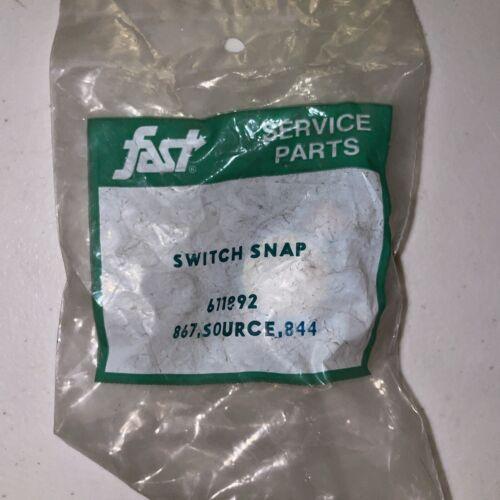 fast®
SERVICE
PARTS
SWITCH SNAP
611892
867,SOURCE,844